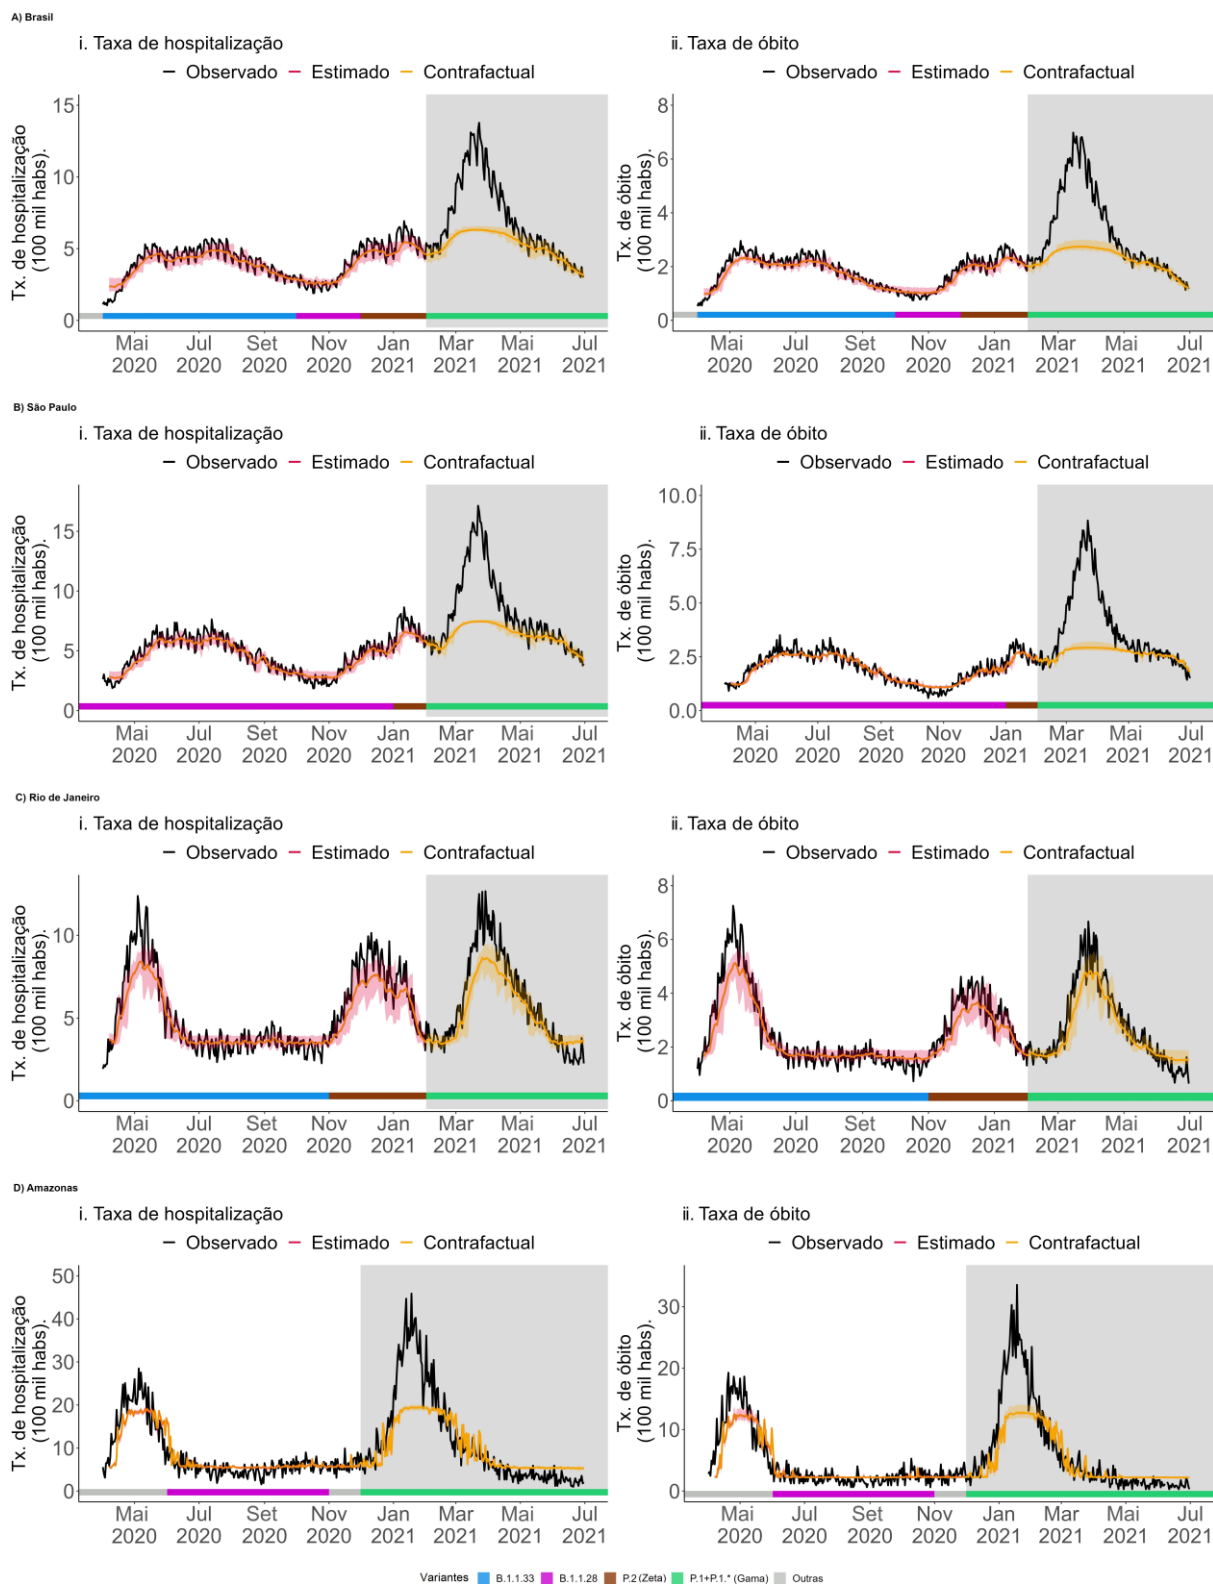 A) Brasil
i. Taxa de hospitalização
Observado Estimado Contrafactual
Tx. de hospitalização
(100 mil habs).
15
10
5
0
Mai Jul Set Nov Jan Mar Mai Jul
2020 2020 2020 2020 2021 2021 2021 2021
ii. Taxa de óbito
Observado Estimado Contrafactual
Tx. de óbito
(100 mil habs).
8
6
4
2
0
Mai Jul Set Nov Jan Mar Mai Jul
2020 2020 2020 2020 2021 2021 2021 2021
B) São Paulo
i. Taxa de hospitalização
Observado Estimado Contrafactual
Tx. de hospitalização
(100 mil habs).
15
10
5
0
Mai Jul Set Nov Jan Mar Mai Jul
2020 2020 2020 2020 2021 2021 2021 2021
ii. Taxa de óbito
Observado Estimado Contrafactual
Tx. de óbito
(100 mil habs).
10.0
7.5
5.0
2.5
0.0
Mai Jul Set Nov Jan Mar Mai Jul
2020 2020 2020 2020 2021 2021 2021 2021
C) Rio de Janeiro
i. Taxa de hospitalização
Observado Estimado Contrafactual
Tx. de hospitalização
(100 mil habs).
10
5
0
Mai Jul Set Nov Jan Mar Mai Jul
2020 2020 2020 2020 2021 2021 2021 2021
ii. Taxa de óbito
Observado Estimado Contrafactual
Tx. de óbito
(100 mil habs).
8
6
4
2
0
Mai Jul Set Nov Jan Mar Mai Jul
2020 2020 2020 2020 2021 2021 2021 2021
D) Amazonas
i. Taxa de hospitalização
Observado Estimado Contrafactual
Tx. de hospitalização
(100 mil habs).
50
40
30
20
10
0
Mai Jul Set Nov Jan Mar Mai Jul
2020 2020 2020 2020 2021 2021 2021 2021
ii. Taxa de óbito
Observado Estimado Contrafactual
Tx. de óbito
(100 mil habs).
30
20
10
0
Mai Jul Set Nov Jan Mar Mai Jul
2020 2020 2020 2020 2021 2021 2021 2021
Variantes B.1.1.33 B.1.1.28 P.2 (Zeta) P.1+P.1.* (Gama) Outras